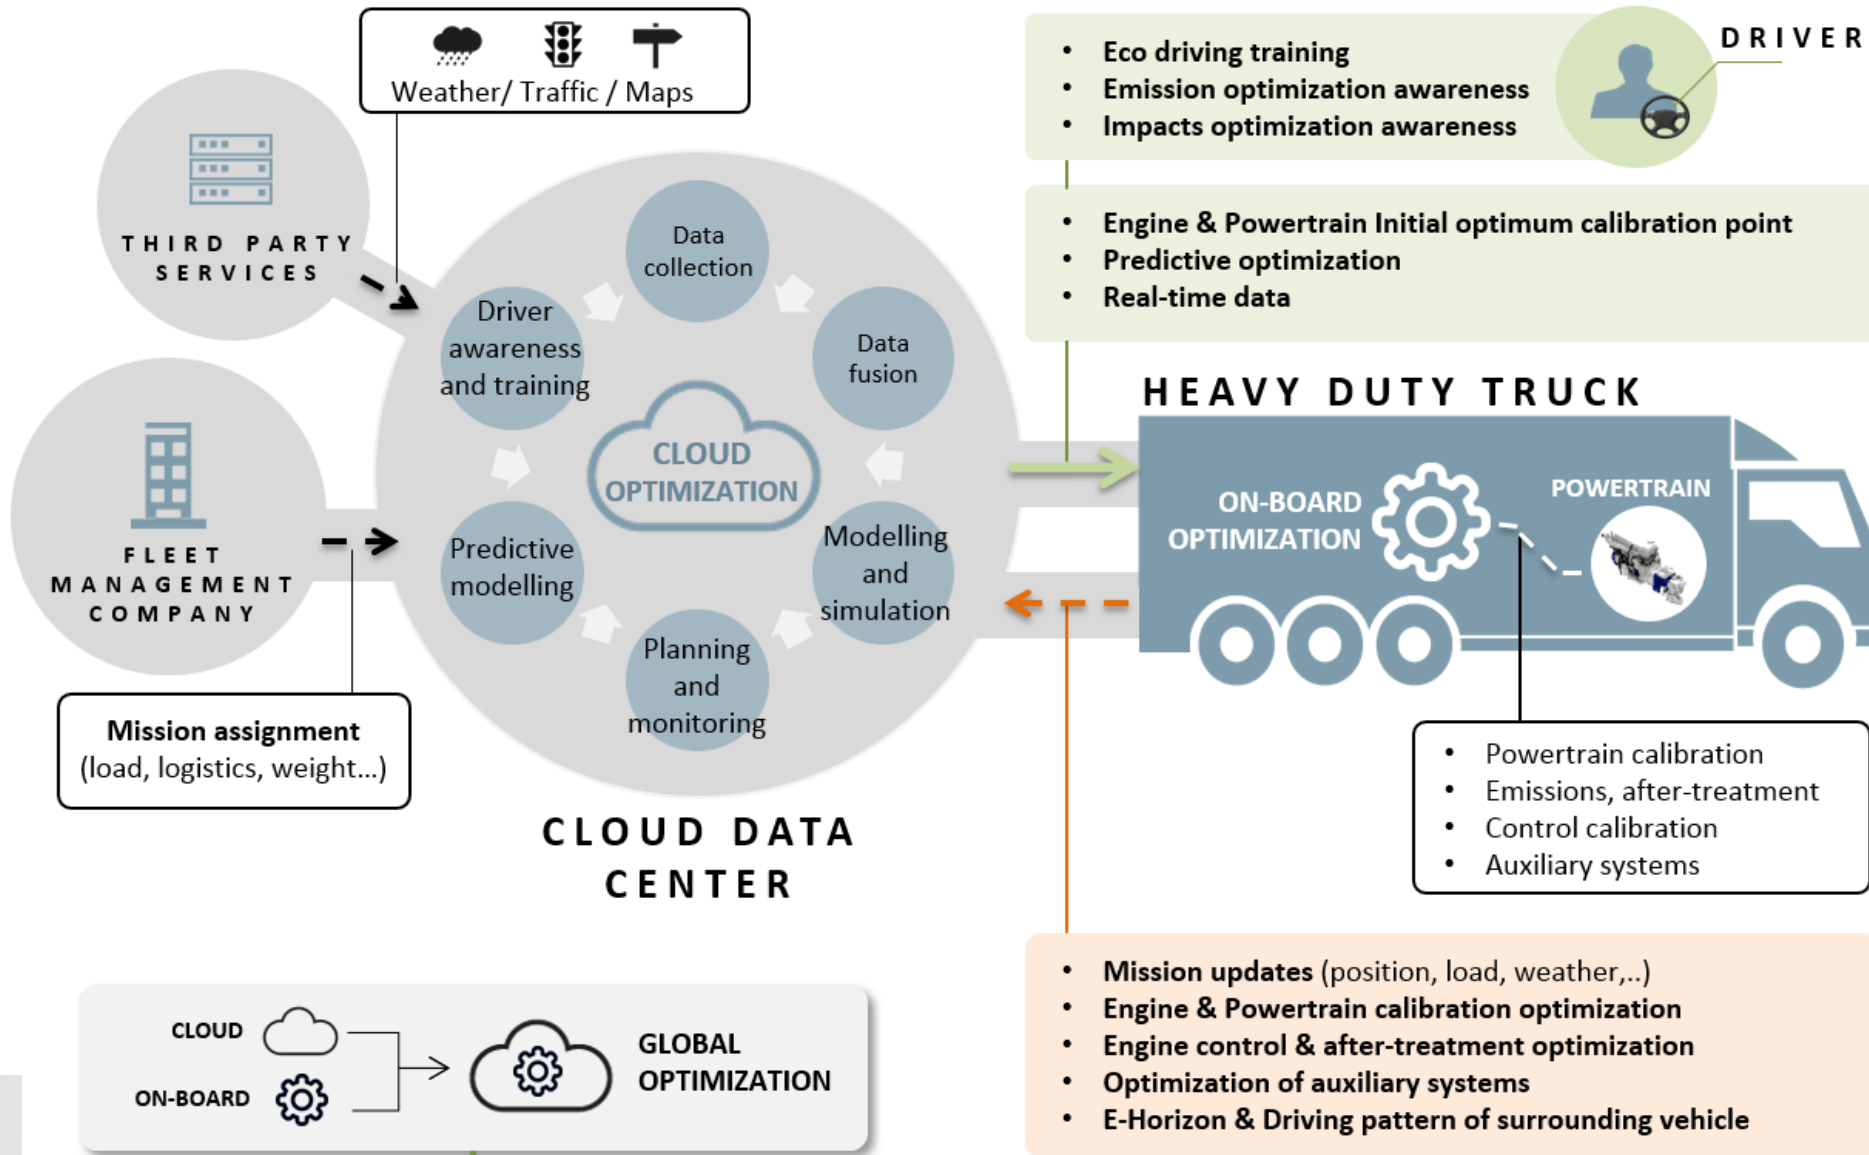 Weather/ Traffic / Maps
THIRD PARTY
SERVICES
FLEET
MANAGEMENT
COMPANY
Mission assignment
(load, logistics, weight...)
Data
collection
Driver
awareness
and training
Data
fusion
CLOUD
OPTIMIZATION
Predictive
modelling
Modelling
and
simulation
Planning
and
monitoring
CLOUD DATA
CENTER
DRIVER
• Eco driving training
• Emission optimization awareness
• Impacts optimization awareness
• Engine & Powertrain Initial optimum calibration point
• Predictive optimization
• Real-time data
HEAVY DUTY TRUCK
ON-BOARD
OPTIMIZATION
POWERTRAIN
• Powertrain calibration
• Emissions, after-treatment
• Control calibration
• Auxiliary systems
• Mission updates (position, load, weather,..)
• Engine & Powertrain calibration optimization
• Engine control & after-treatment optimization
• Optimization of auxiliary systems
• E-Horizon & Driving pattern of surrounding vehicle
CLOUD
ON-BOARD
GLOBAL
OPTIMIZATION